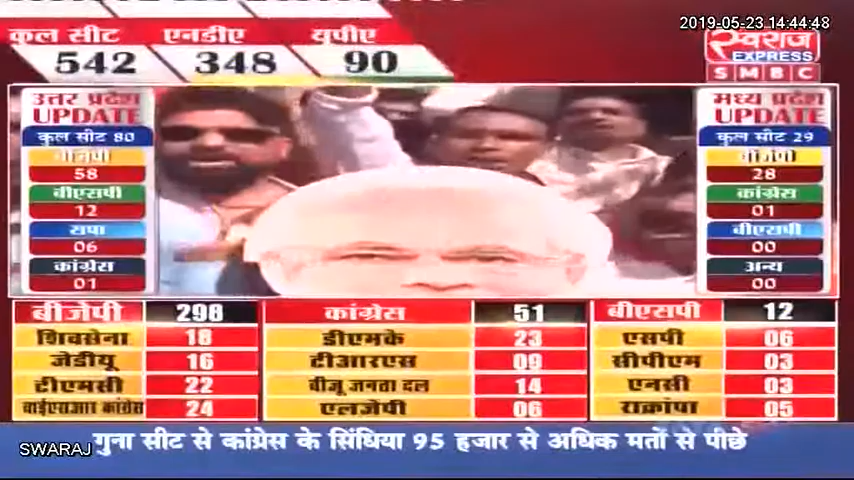 2019-05-23 14:44:48
कुल सीट एनडीए यूपीए
542 348 90
स्वराज
EXPRESS
SMBC
उत्तर प्रदेश
UPDATE
कुल सीट 80
बीजेपी
58
बीएसपी
12
सपा
06
कांग्रेस
01
मध्य प्रदेश
UPDATE
कुल सीट 29
बीजेपी
28
कांग्रेस
01
बीएसपी
00
अन्य
00
बीजेपी 298 कांग्रेस 51 बीएसपी 12
शिवसेना 18 डीएमके 23 एसपी 06
जेडीयू 16 टीआरएस 09 सीपीएम 03
टीएमसी 22 बीजू जनता दल 14 एनसी 03
वाईएसआर कांग्रेस 24 एलजेपी 06 राकांपा 05
SWARAJ गुना सीट से कांग्रेस के सिंधिया 95 हजार से अधिक मतों से पीछे